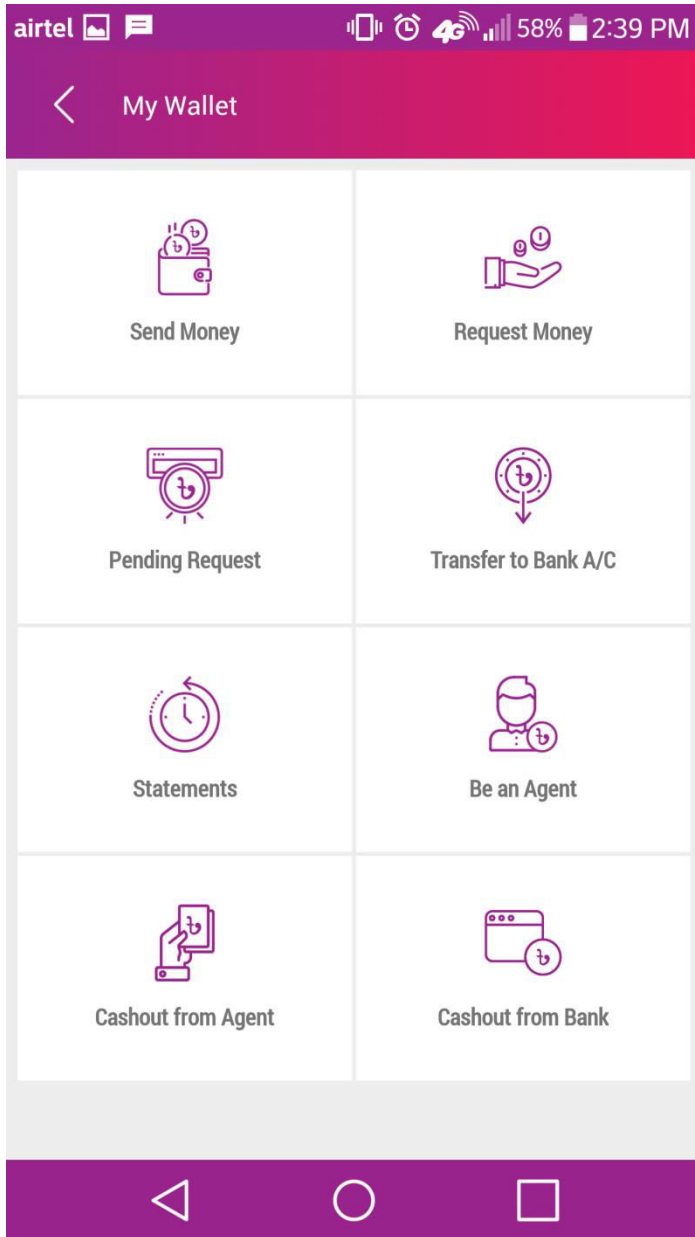 airtel 4G 58% 2:39 PM
My Wallet
Send Money Request Money
Pending Request Transfer to Bank A/C
Statements Be an Agent
Cashout from Agent Cashout from Bank